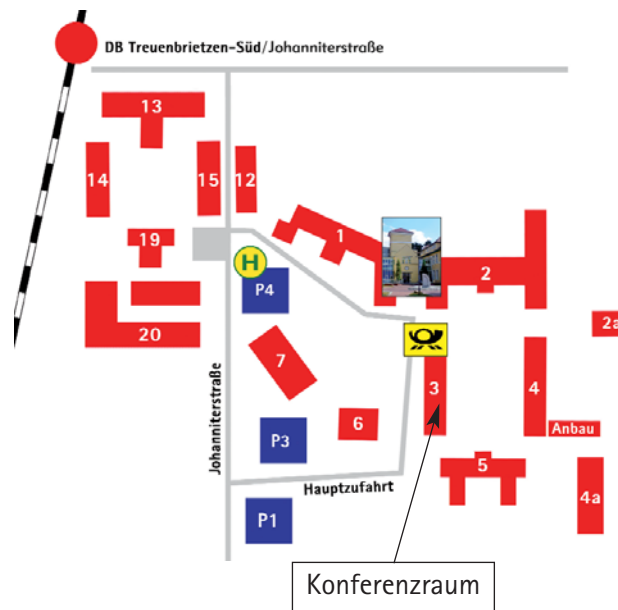 DB Treuenbrietzen-Süd/Johanniterstraße
13
14
15
12
19
1
2
H
P4
20
2a
7
3
4
6
Anbau
P3
5
Johanniterstraße
Hauptzufahrt
4a
P1
Konferenzraum